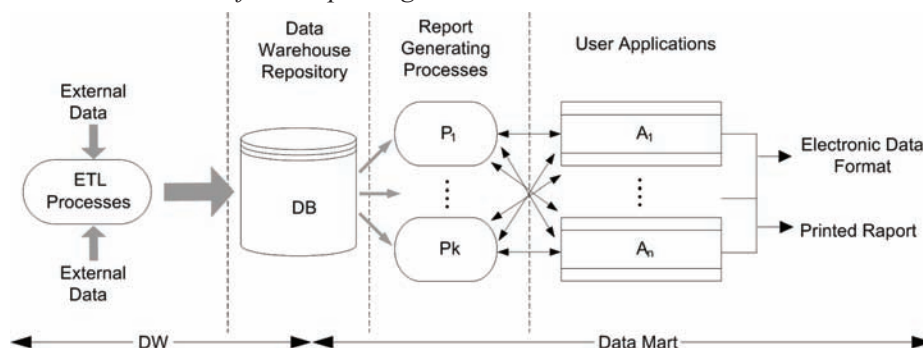 Data
Warehouse
Repository
Report
Generating
Processes
User Applications
External
Data
ETL
Processes
External
Data
DB
P₁
Pk
A₁
Aₙ
Electronic Data
Format
Printed Raport
DW
Data Mart